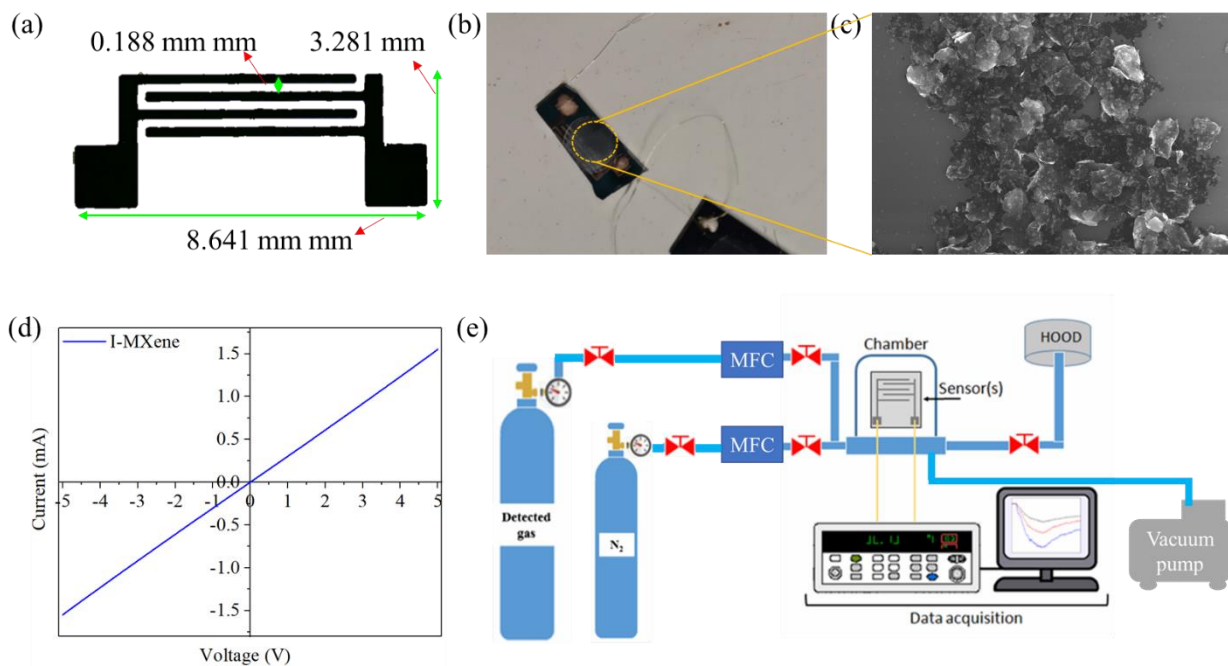 (a)
0.188 mm mm
3.281 mm
8.641 mm mm
(b)
(c)
(d)
I-MXene
Current (mA)
1.5
1.0
0.5
0.0
-0.5
-1.0
-1.5
-5 -4 -3 -2 -1 0 1 2 3 4 5
Voltage (V)
(e)
MFC
MFC
Chamber
Sensor(s)
HOOD
Detected
gas
N₂
Vacuum
pump
Data acquisition